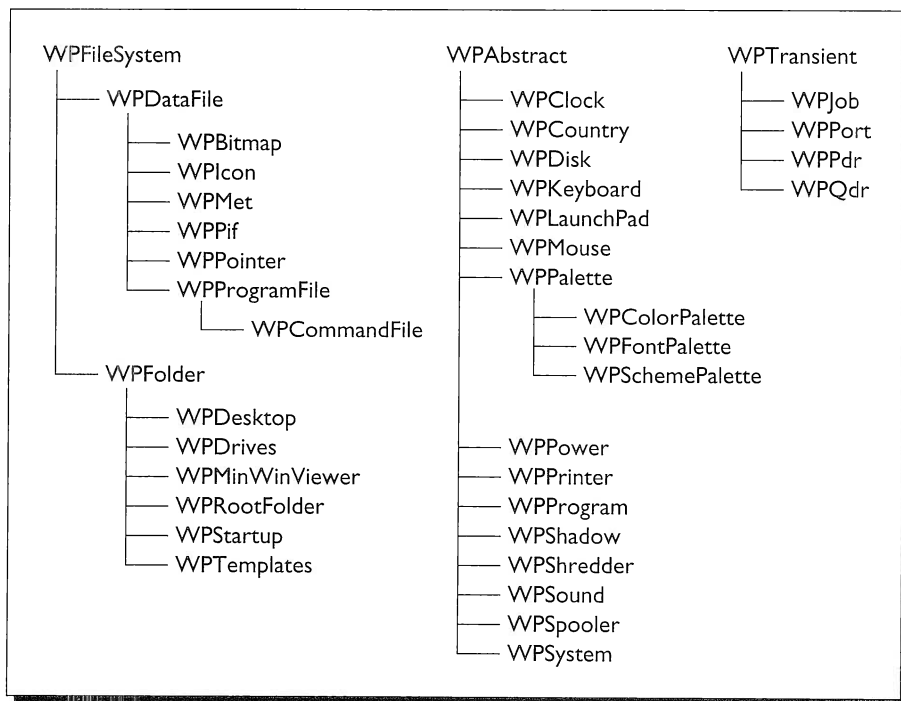 WPFileSystem
WPDataFile
WPBitmap
WPIcon
WPMet
WPPif
WPPointer
WPProgramFile
WPCommandFile
WPFolder
WPDesktop
WPDrives
WPMinWinViewer
WPRootFolder
WPStartup
WPTemplates
WPAbstract
WPClock
WPCountry
WPDisk
WPKeyboard
WPLaunchPad
WPMouse
WPPalette
WPColorPalette
WPFontPalette
WPSchemePalette
WPPower
WPPrinter
WPProgram
WPShadow
WPShredder
WPSound
WPSpooler
WPSystem
WPTransient
WPJob
WPPort
WPPdr
WPQdr